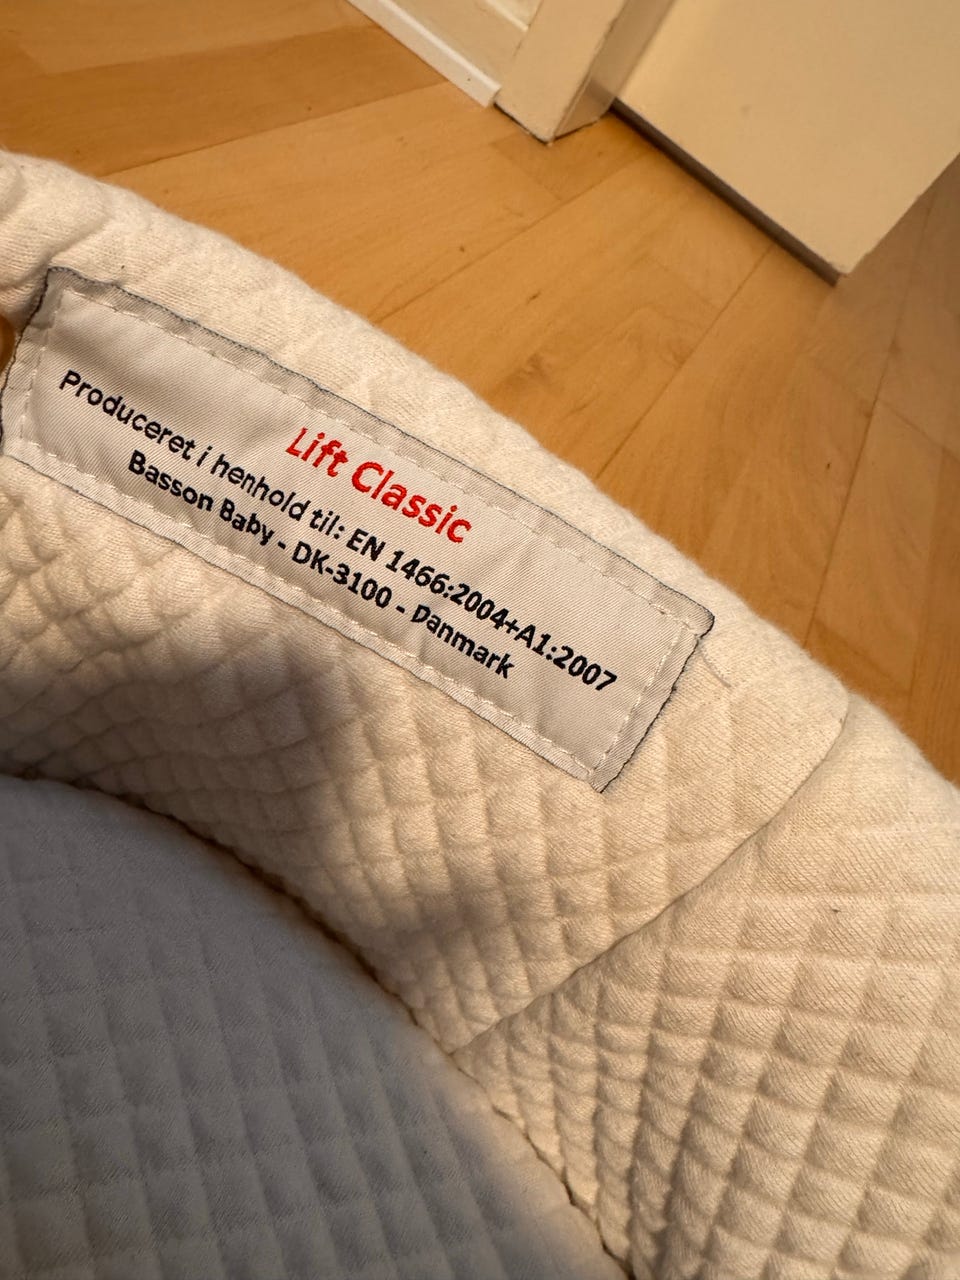 Lift Classic
Produceret i henhold til: EN 1466:2004+A1:2007
Basson Baby - DK-3100 - Danmark